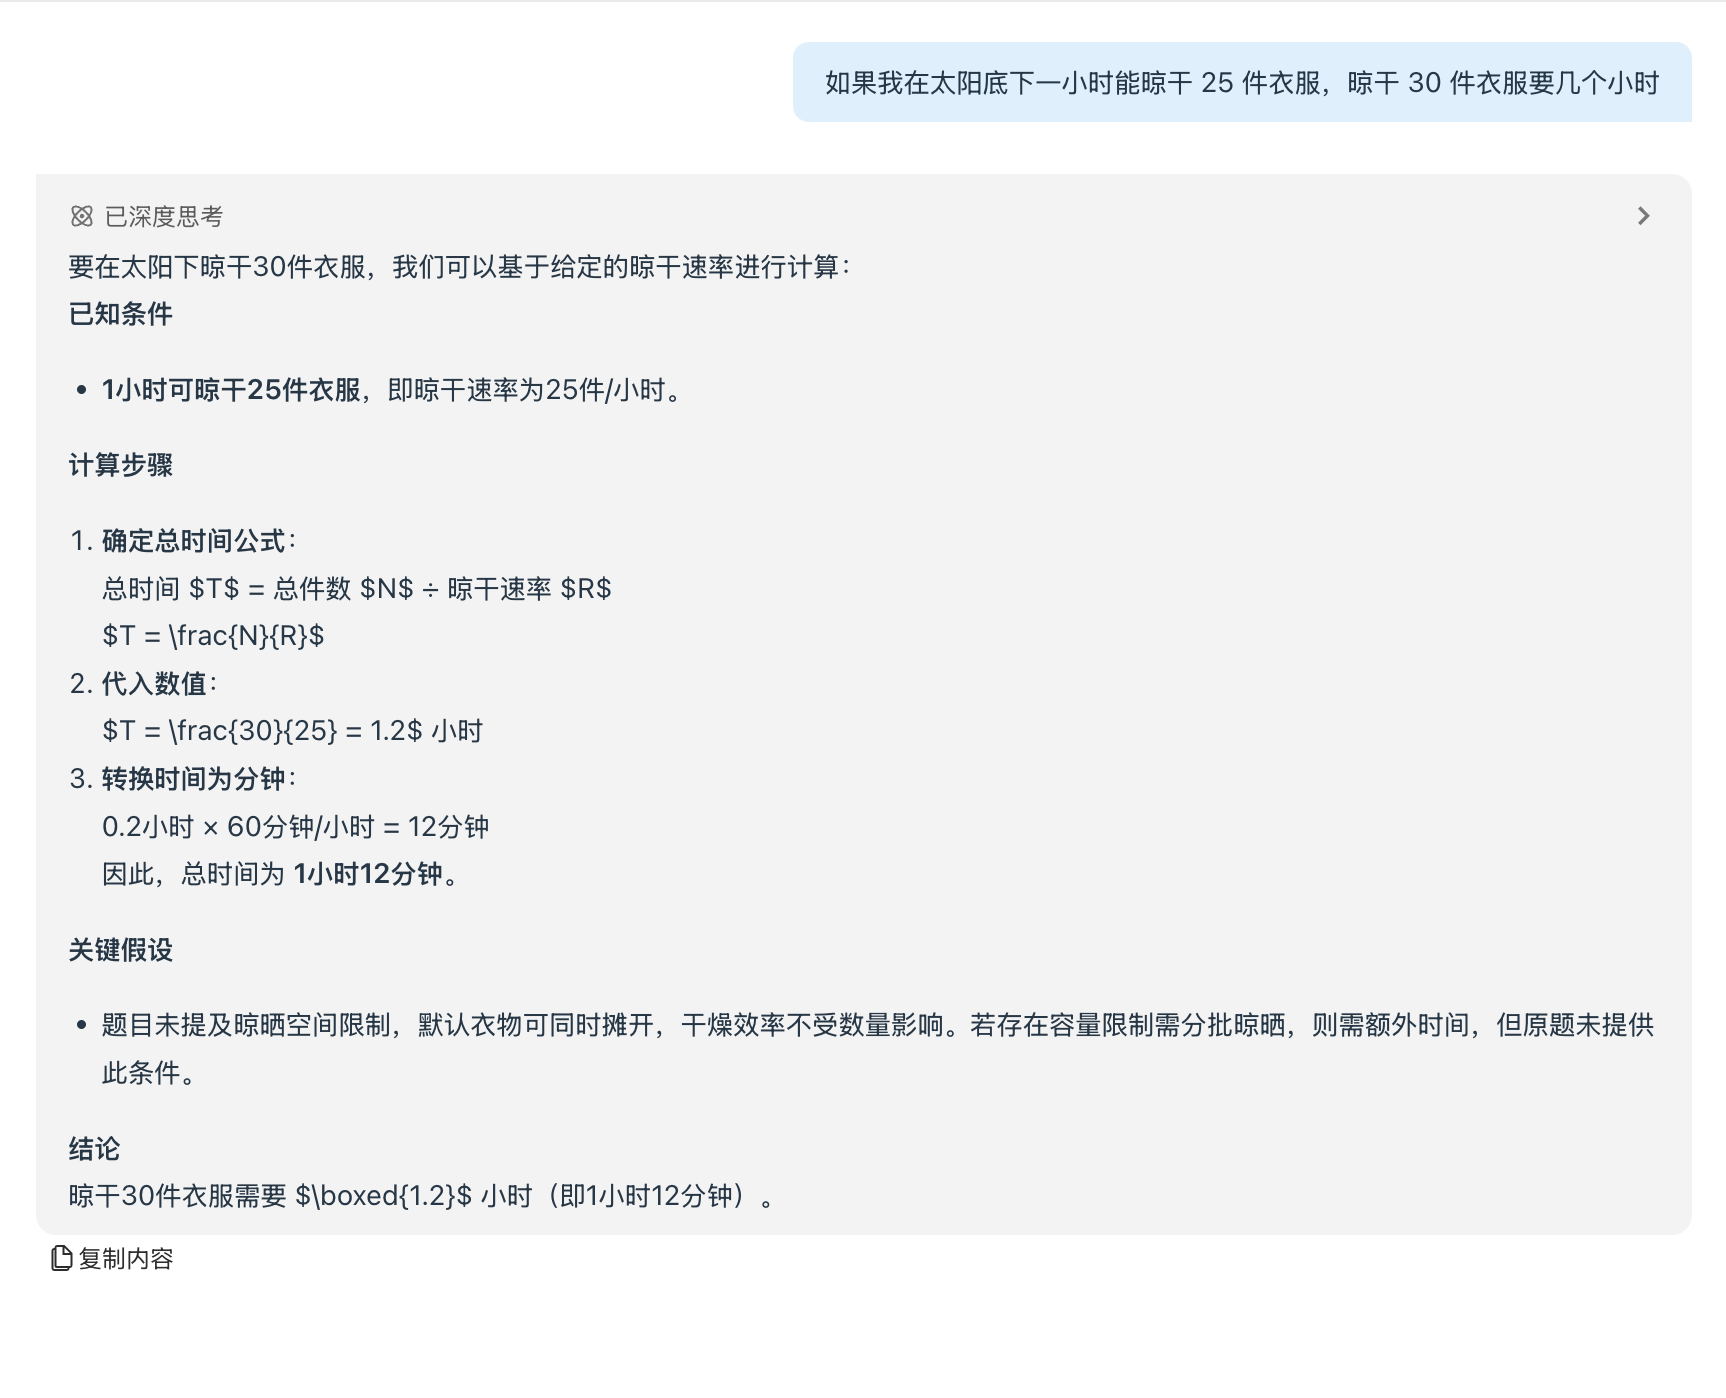 如果我在太阳底下一小时能晾干 25 件衣服，晾干 30 件衣服要几个小时
已深度思考
要在太阳下晾干30件衣服，我们可以基于给定的晾干速率进行计算：
已知条件
• 1小时可晾干25件衣服，即晾干速率为25件/小时。
计算步骤
1. 确定总时间公式：
总时间 $T$ = 总件数 $N$ ÷ 晾干速率 $R$
$T = \frac{N}{R}$
2. 代入数值：
$T = \frac{30}{25} = 1.2$ 小时
3. 转换时间为分钟：
0.2小时 × 60分钟/小时 = 12分钟
因此，总时间为 1小时12分钟。
关键假设
• 题目未提及晾晒空间限制，默认衣物可同时摊开，干燥效率不受数量影响。若存在容量限制需分批晾晒，则需额外时间，但原题未提供
此条件。
结论
晾干30件衣服需要 $\boxed{1.2}$ 小时（即1小时12分钟）。
复制内容